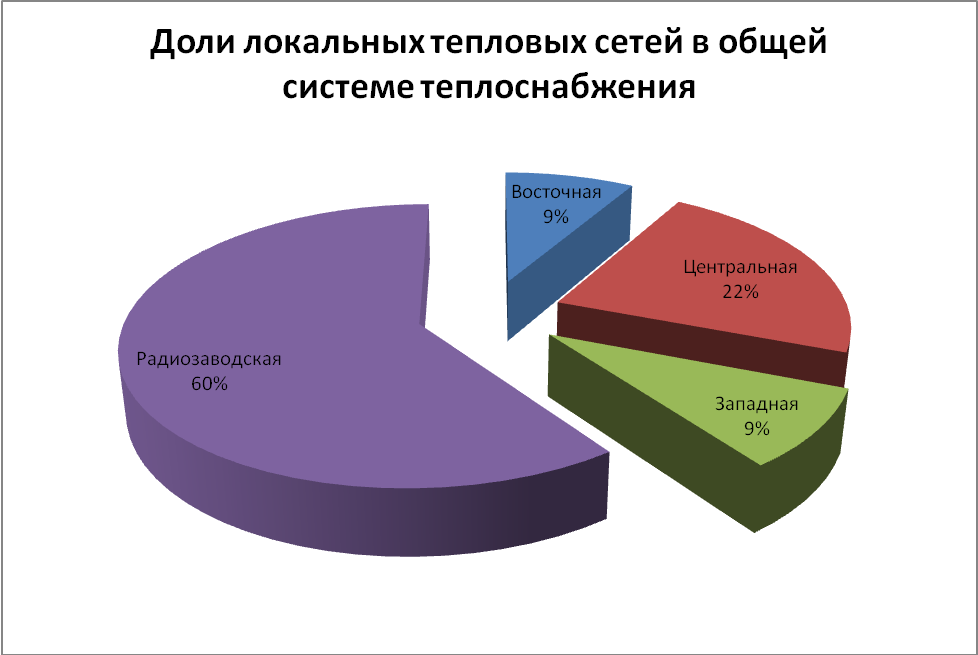 Доли локальных тепловых сетей в общей
системе теплоснабжения
Восточная
9%
Центральная
22%
Западная
9%
Радиозаводская
60%